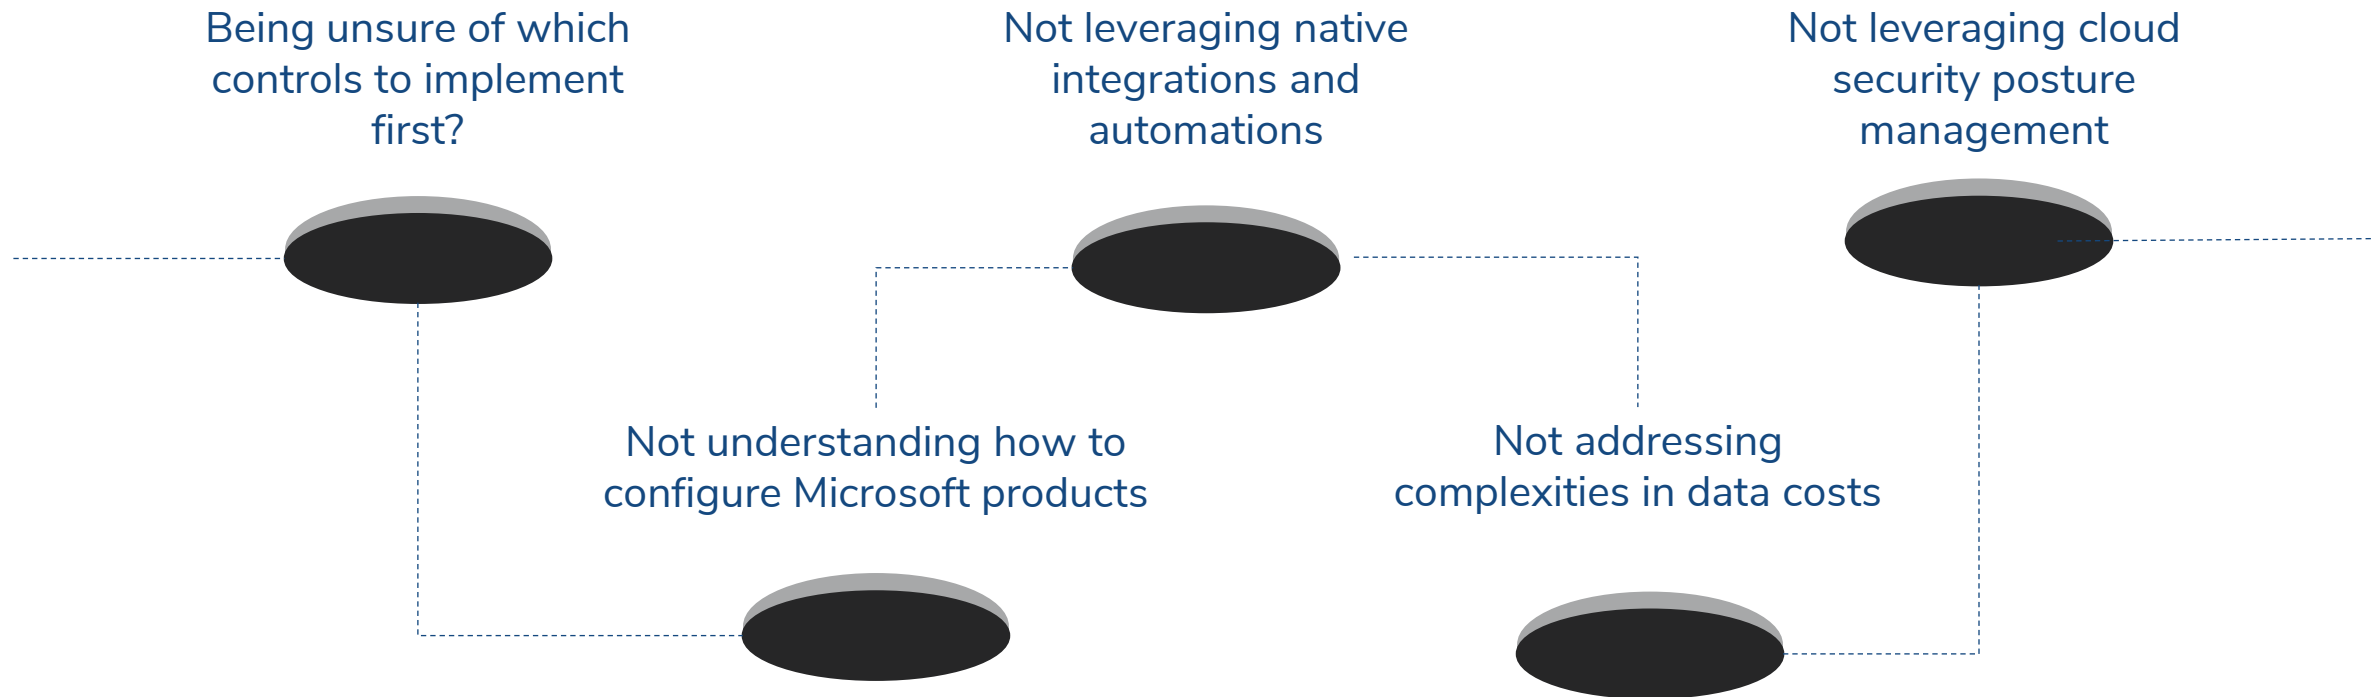 Being unsure of which
controls to implement
first?
Not understanding how to
configure Microsoft products
Not leveraging native
integrations and
automations
Not addressing
complexities in data costs
Not leveraging cloud
security posture
management